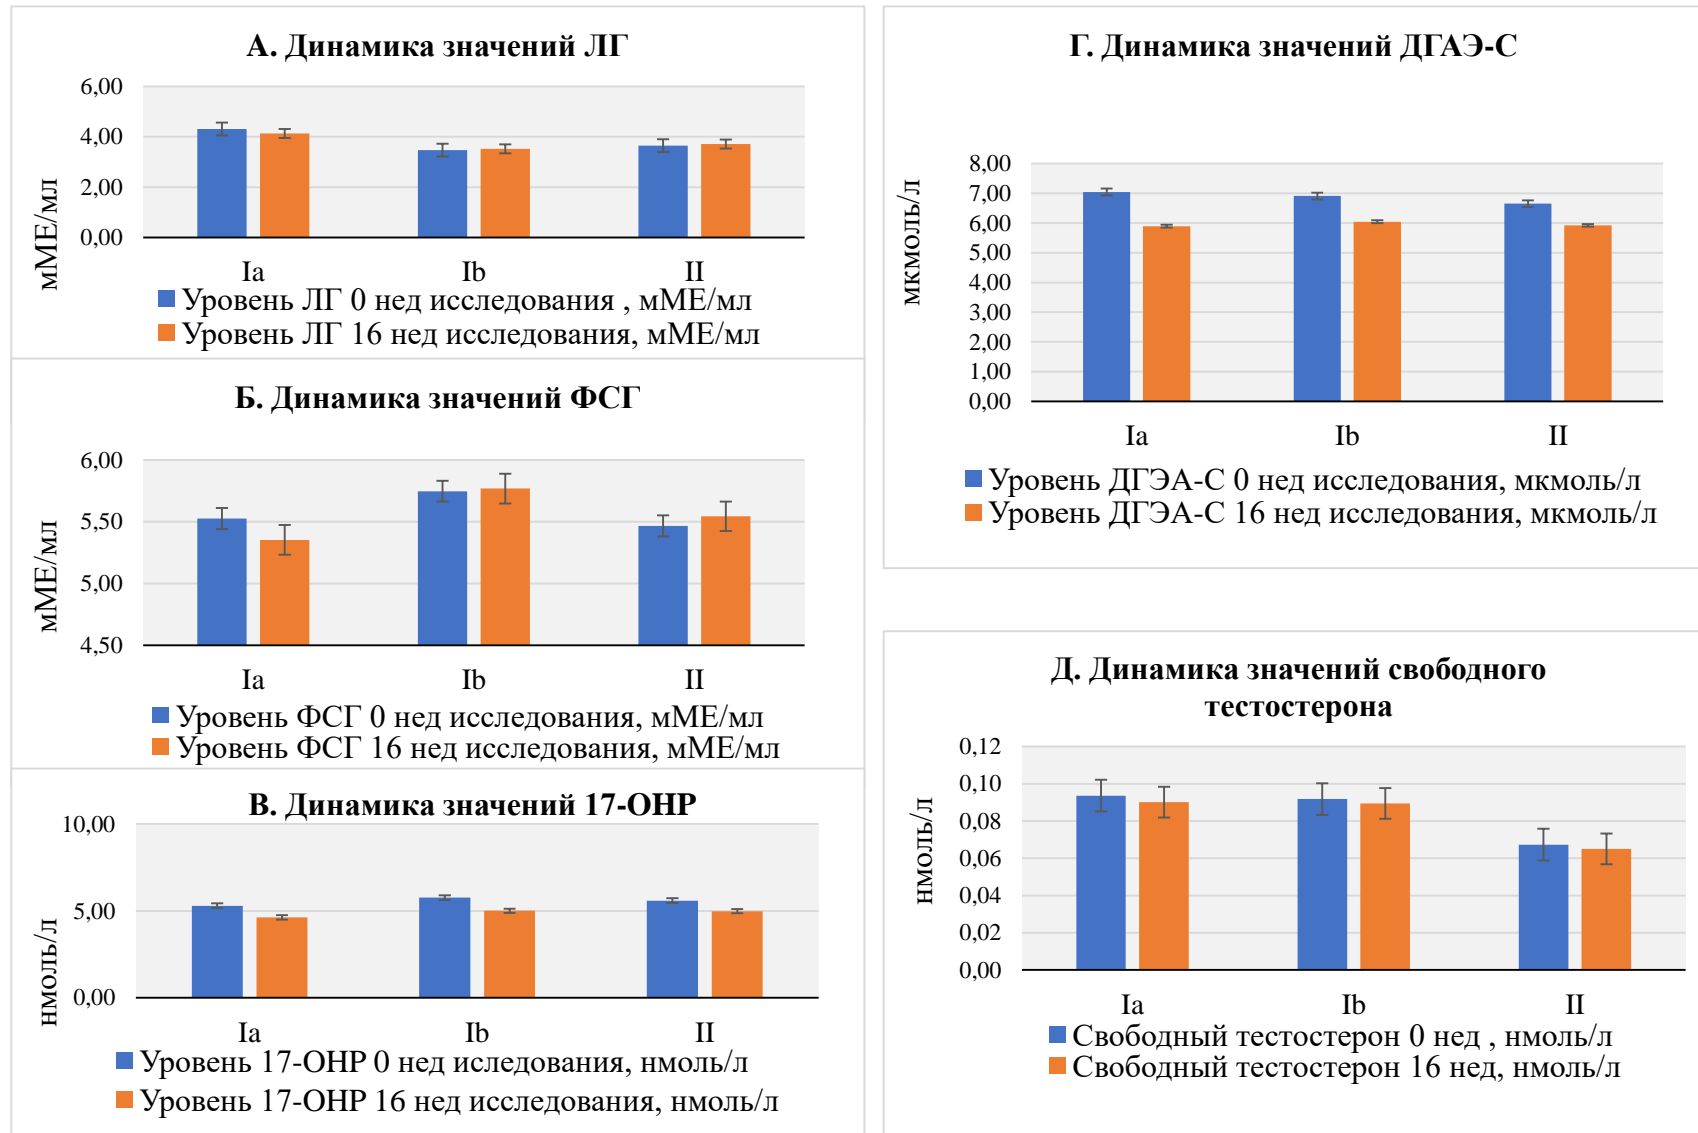 А. Динамика значений ЛГ
6,00
4,00
2,00
0,00
мМЕ/мл
Ia Ib II
Уровень ЛГ 0 нед исследования , мМЕ/мл
Уровень ЛГ 16 нед исследования, мМЕ/мл
Б. Динамика значений ФСГ
6,00
5,50
5,00
4,50
мМЕ/мл
Ia Ib II
Уровень ФСГ 0 нед исследования, мМЕ/мл
Уровень ФСГ 16 нед исследования, мМЕ/мл
В. Динамика значений 17-ОНР
10,00
5,00
0,00
нмоль/л
Ia Ib II
Уровень 17-ОНР 0 нед иследования, нмоль/л
Уровень 17-ОНР 16 нед исследования, нмоль/л
Г. Динамика значений ДГАЭ-С
8,00
7,00
6,00
5,00
4,00
3,00
2,00
1,00
0,00
мкмоль/л
Ia Ib II
Уровень ДГЭА-С 0 нед исследования, мкмоль/л
Уровень ДГЭА-С 16 нед исследования, мкмоль/л
Д. Динамика значений свободного
тестостерона
0,12
0,10
0,08
0,06
0,04
0,02
0,00
нмоль/л
Ia Ib II
Свободный тестостерон 0 нед , нмоль/л
Свободный тестостерон 16 нед, нмоль/л